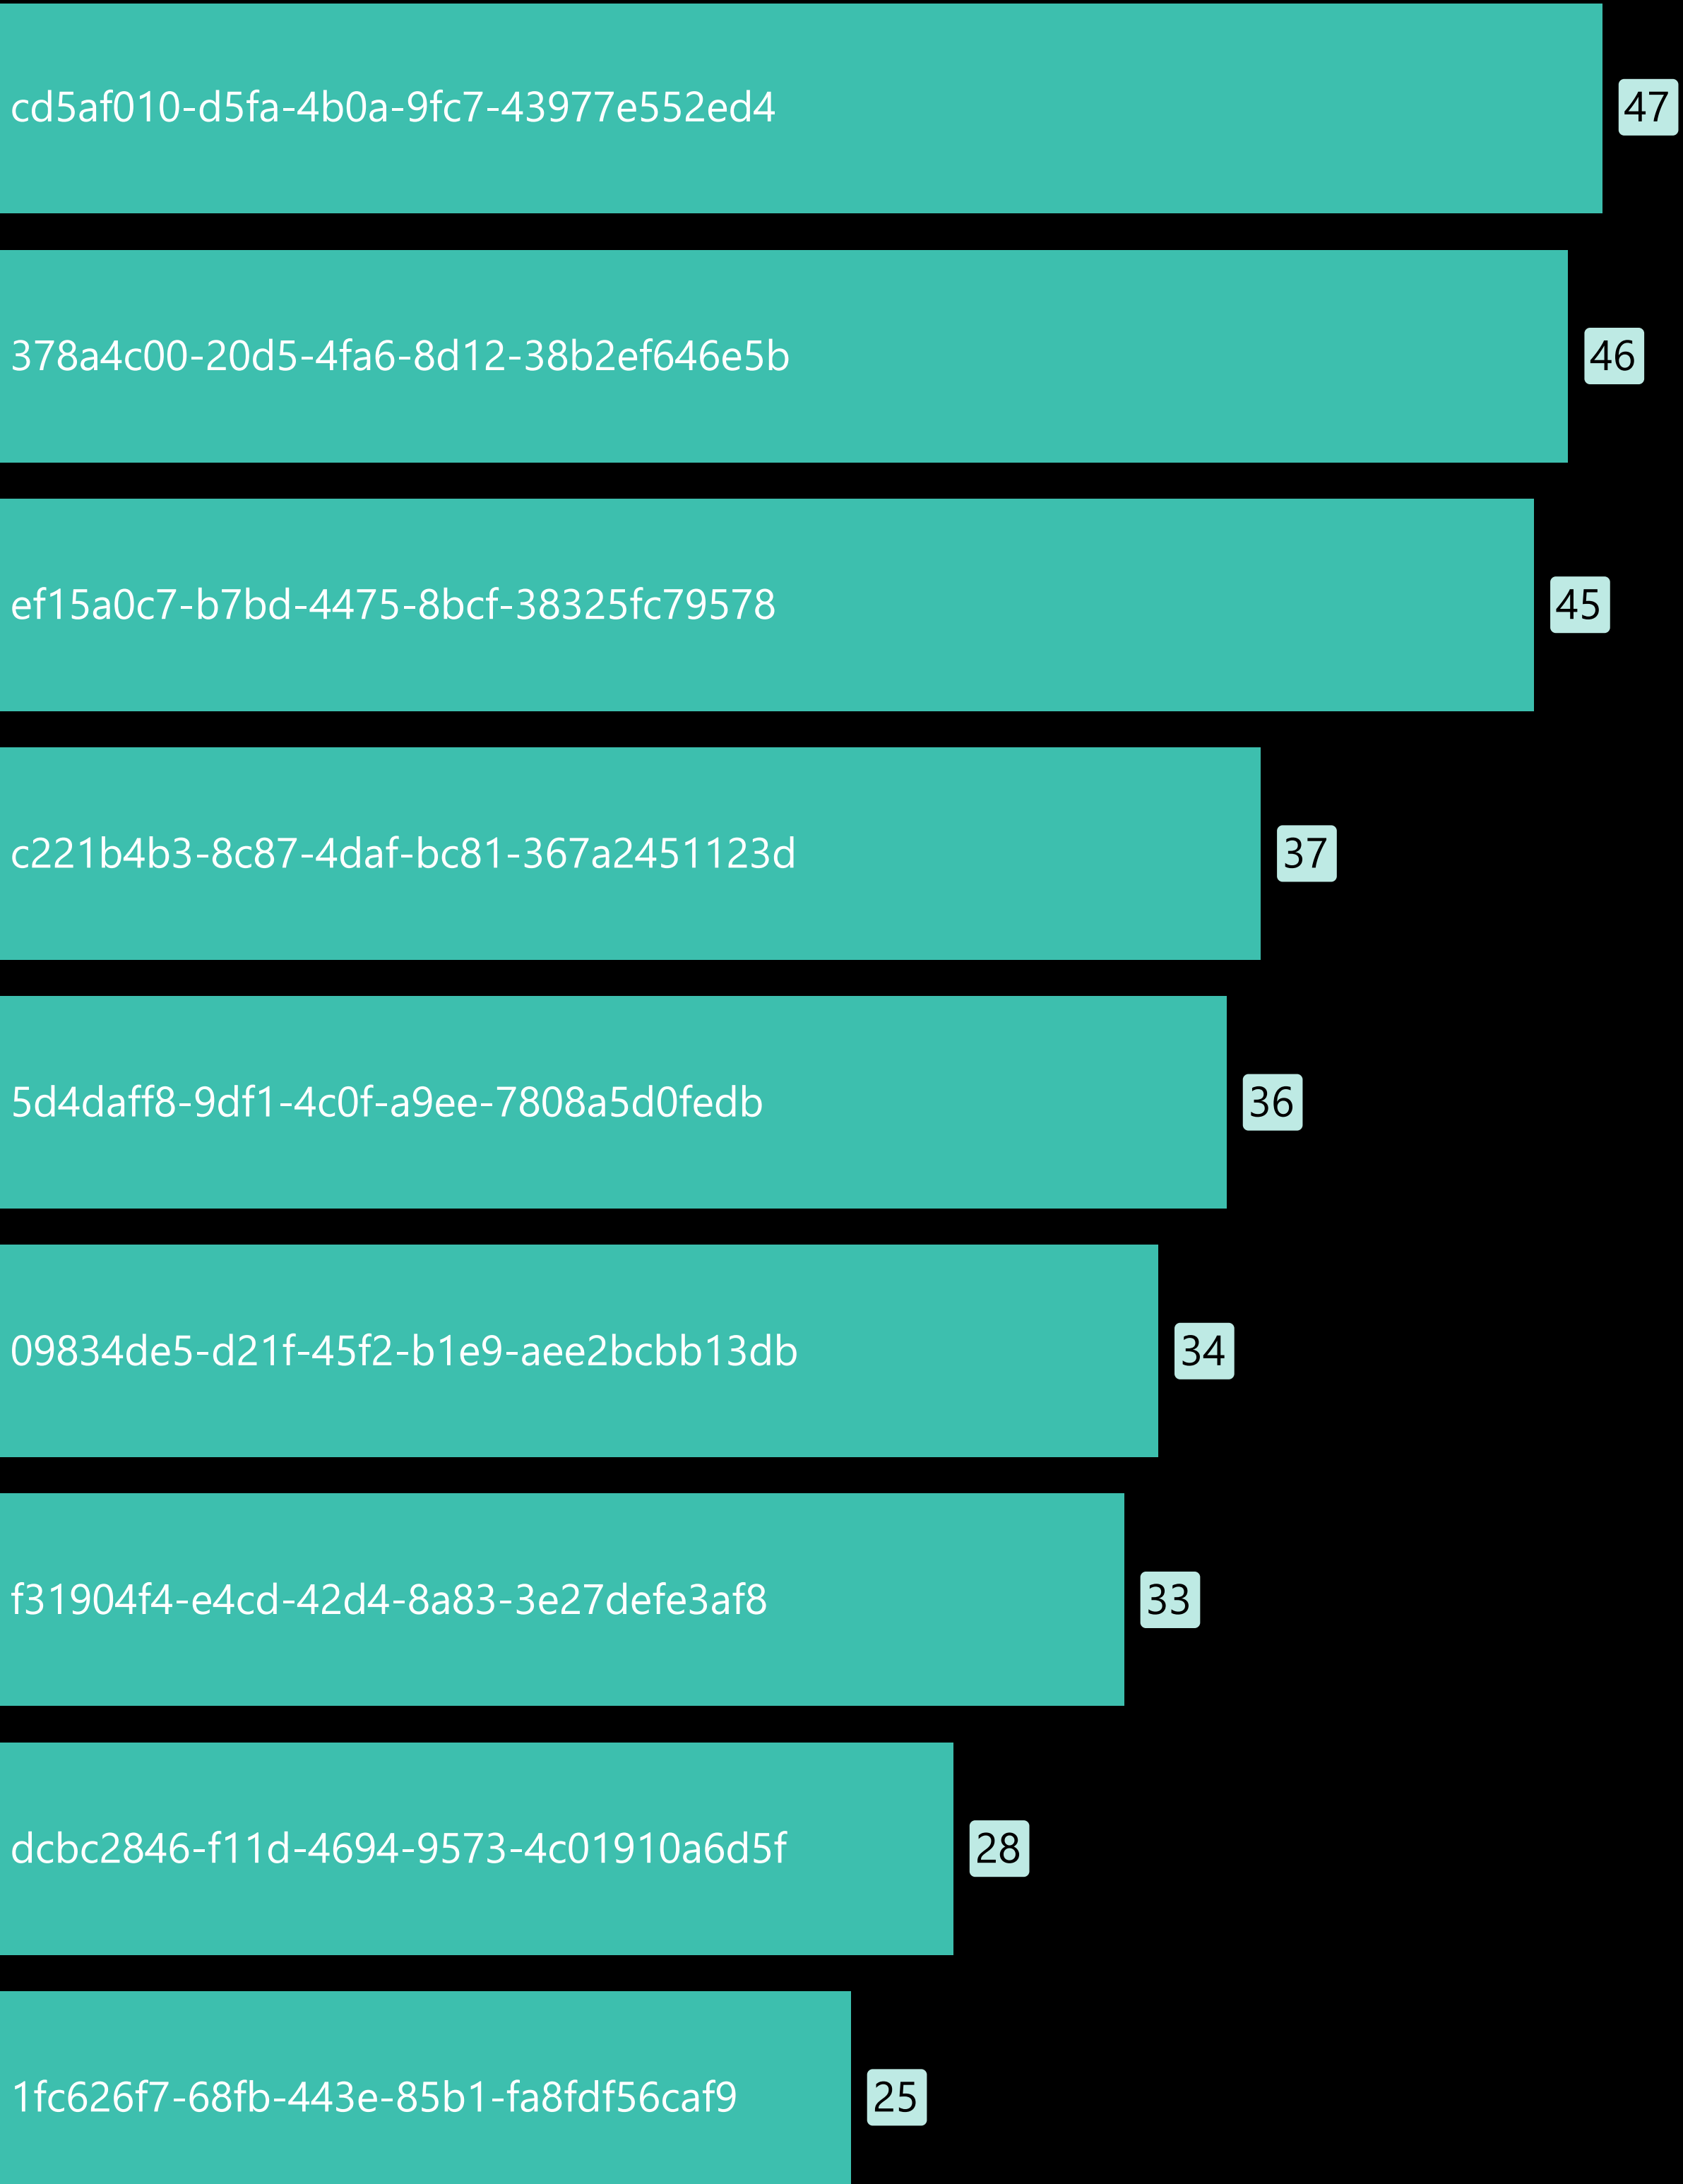 cd5af010-d5fa-4b0a-9fc7-43977e552ed4 47
378a4c00-20d5-4fa6-8d12-38b2ef646e5b 46
ef15a0c7-b7bd-4475-8bcf-38325fc79578 45
c221b4b3-8c87-4daf-bc81-367a2451123d 37
5d4daff8-9df1-4c0f-a9ee-7808a5d0fedb 36
09834de5-d21f-45f2-b1e9-aee2bcbb13db 34
f31904f4-e4cd-42d4-8a83-3e27defe3af8 33
dcbc2846-f11d-4694-9573-4c01910a6d5f 28
1fc626f7-68fb-443e-85b1-fa8fdf56caf9 25